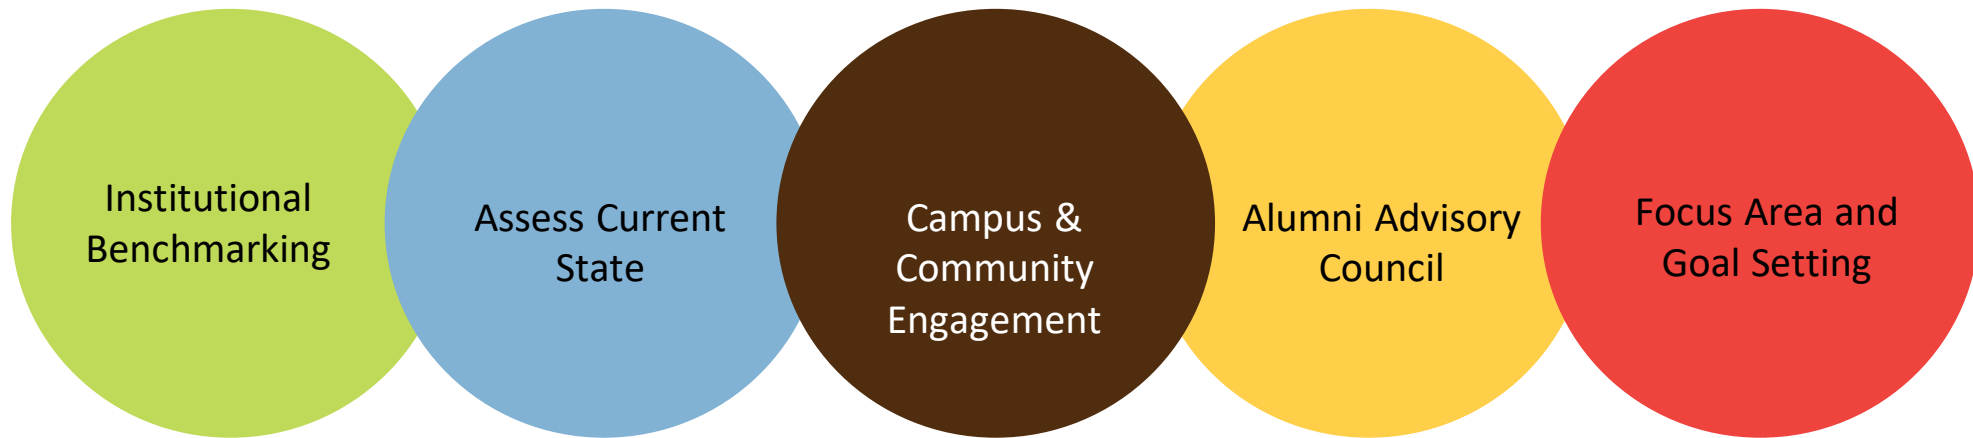 Institutional
Benchmarking
Assess Current
State
Campus &
Community
Engagement
Alumni Advisory
Council
Focus Area and
Goal Setting